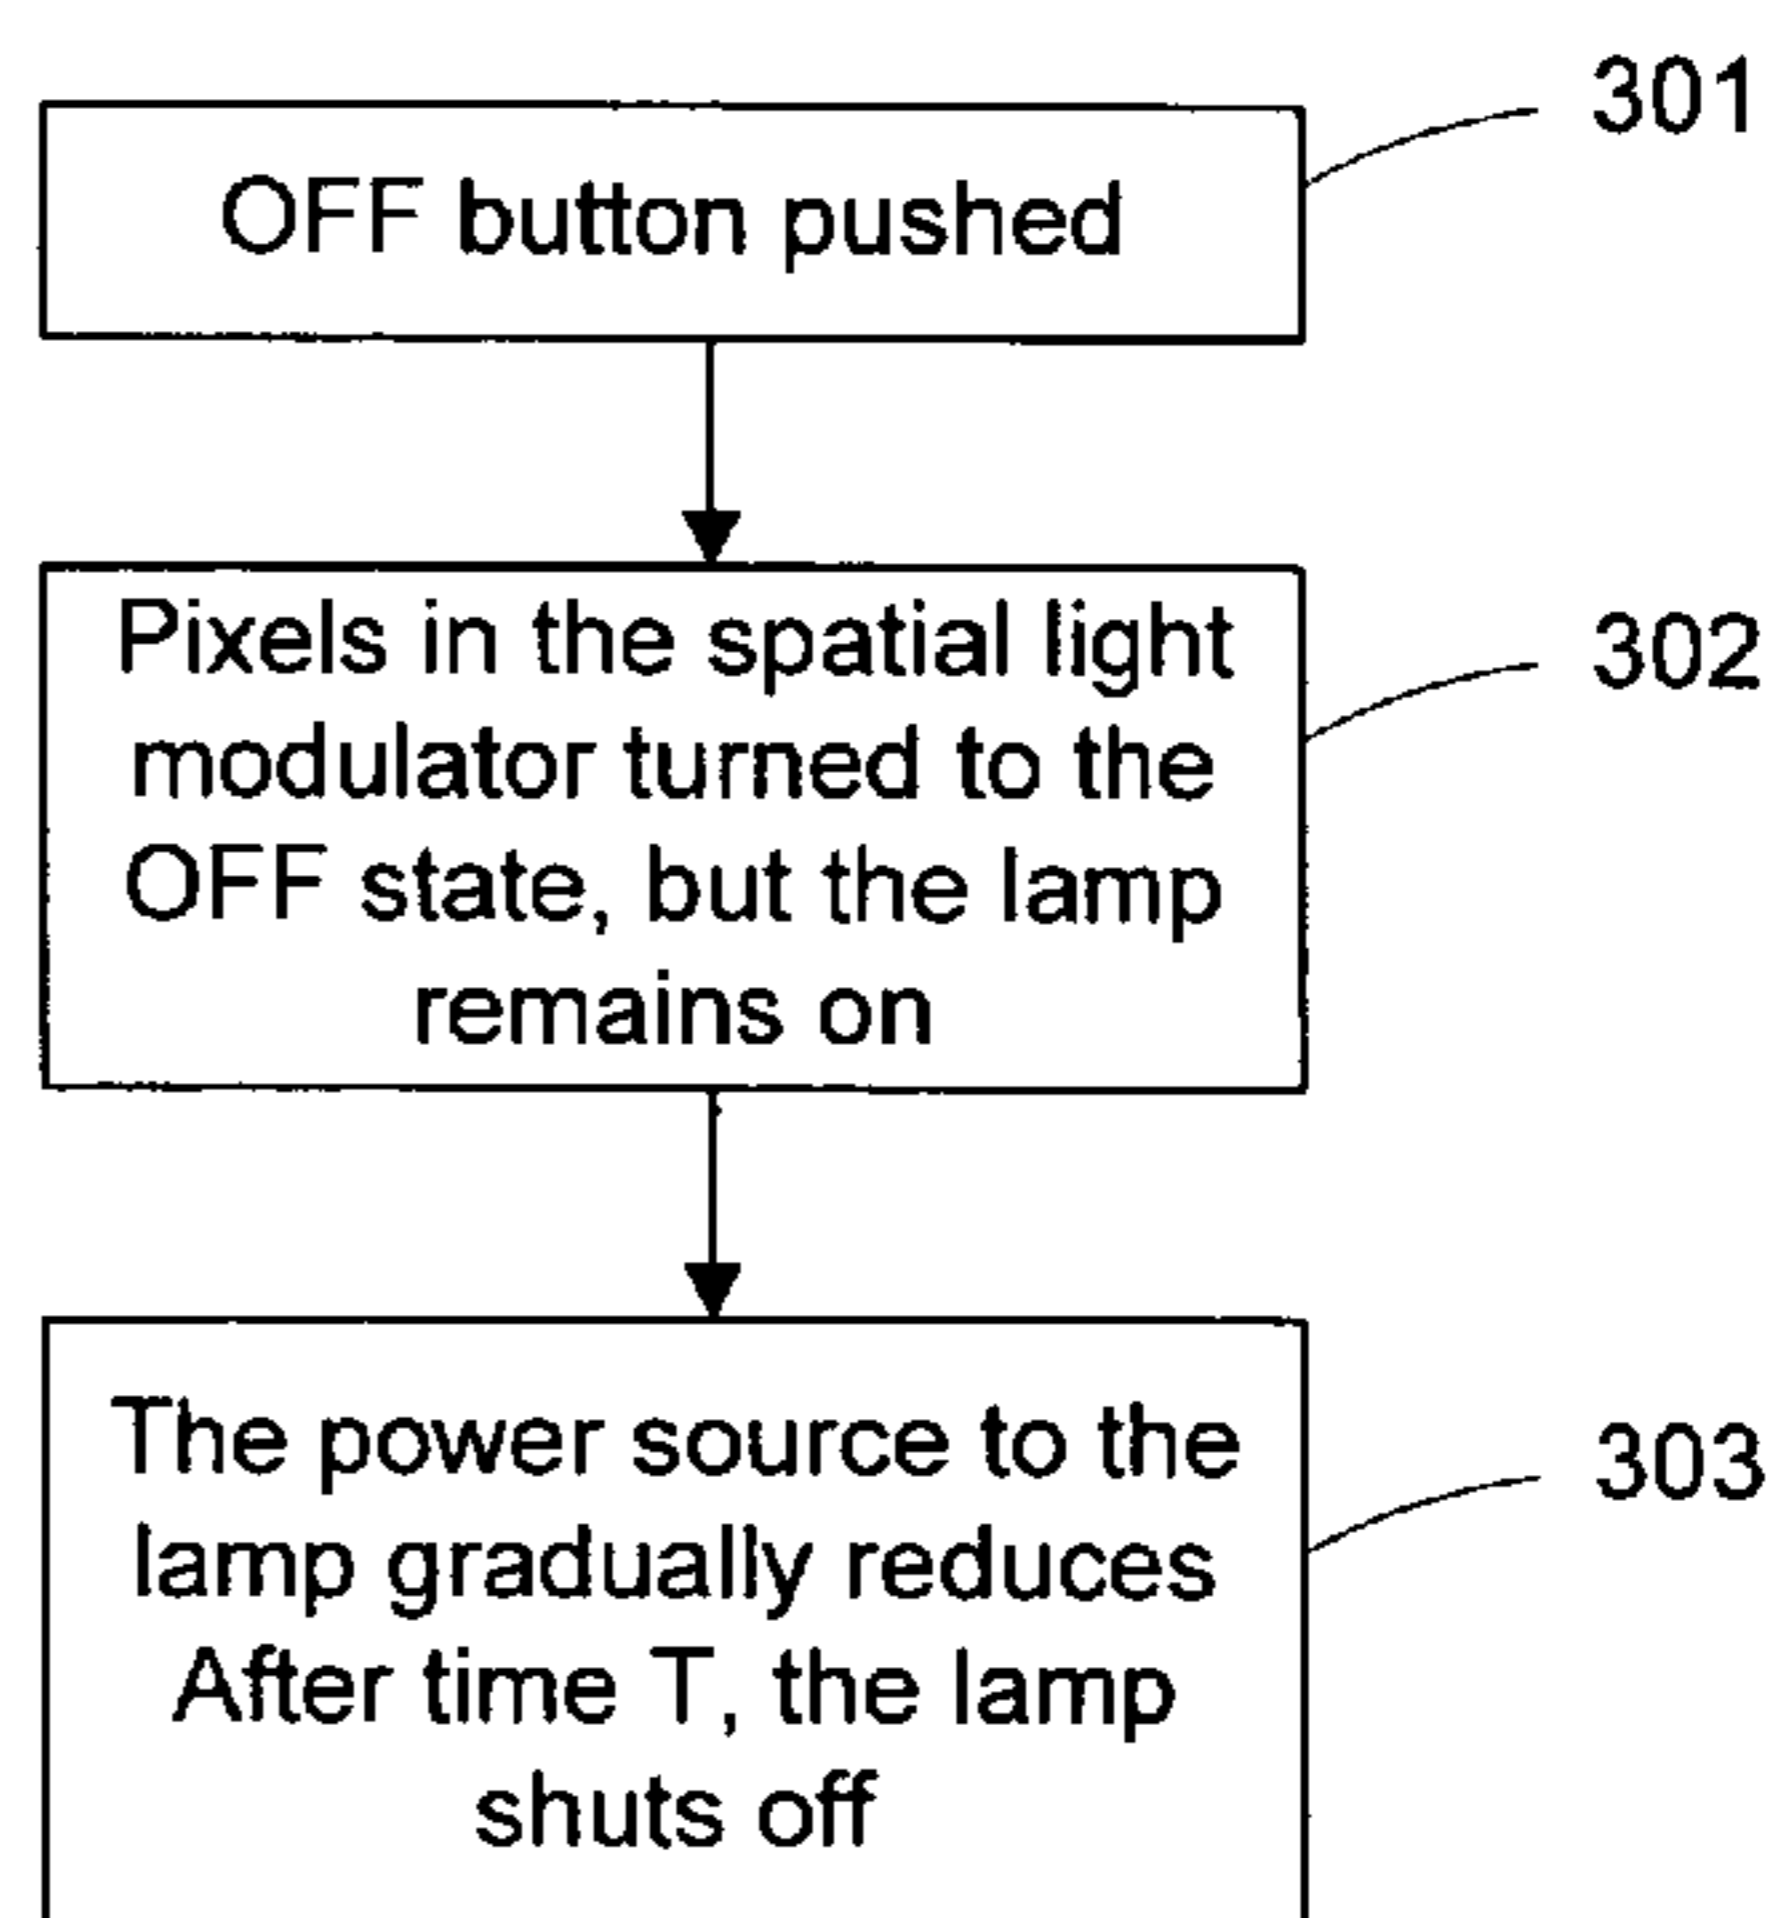 301
OFF button pushed
302
Pixels in the spatial light
modulator turned to the
OFF state, but the lamp
remains on
303
The power source to the
lamp gradually reduces
After time T, the lamp
shuts off